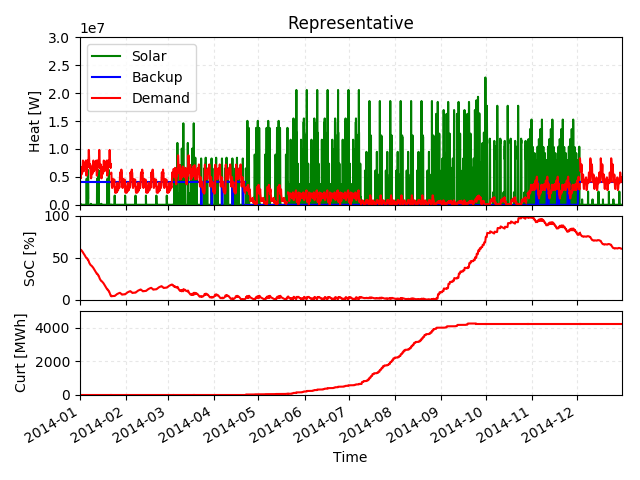 Representative
1e7
3.0
2.5
2.0
1.5
1.0
0.5
0.0
Heat [W]
Solar
Backup
Demand
100
50
0
SoC [%]
4000
2000
0
Curt [MWh]
2014-01
2014-02
2014-03
2014-04
2014-05
2014-06
2014-07
2014-08
2014-09
2014-10
2014-11
2014-12
Time